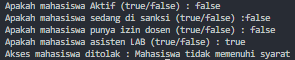 Apakah mahasiswa Aktif (true/false) : false
Apakah mahasiswa sedang di sanksi (true/false) :false
Apakah mahasiswa punya izin dosen (true/false) : false
Apakah mahasiswa asisten LAB (true/false) : true
Akses mahasiswa ditolak : Mahasiswa tidak memenuhi syarat